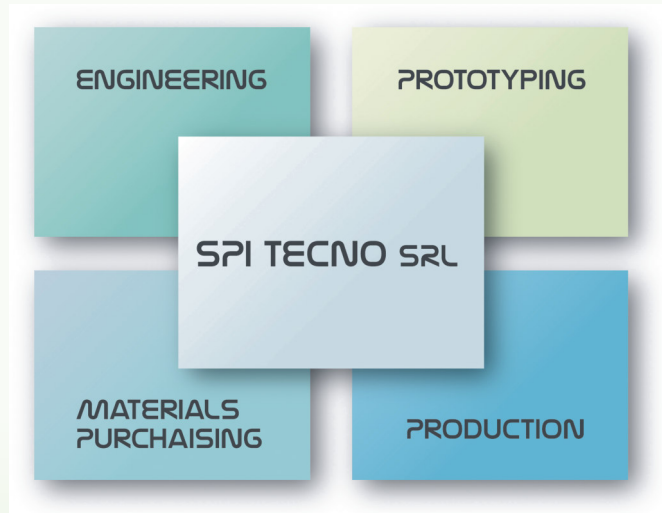 ENGINEERING
PROTOTYPING
SPI TECNO SRL
MATERIALS
PURCHAISING
PRODUCTION